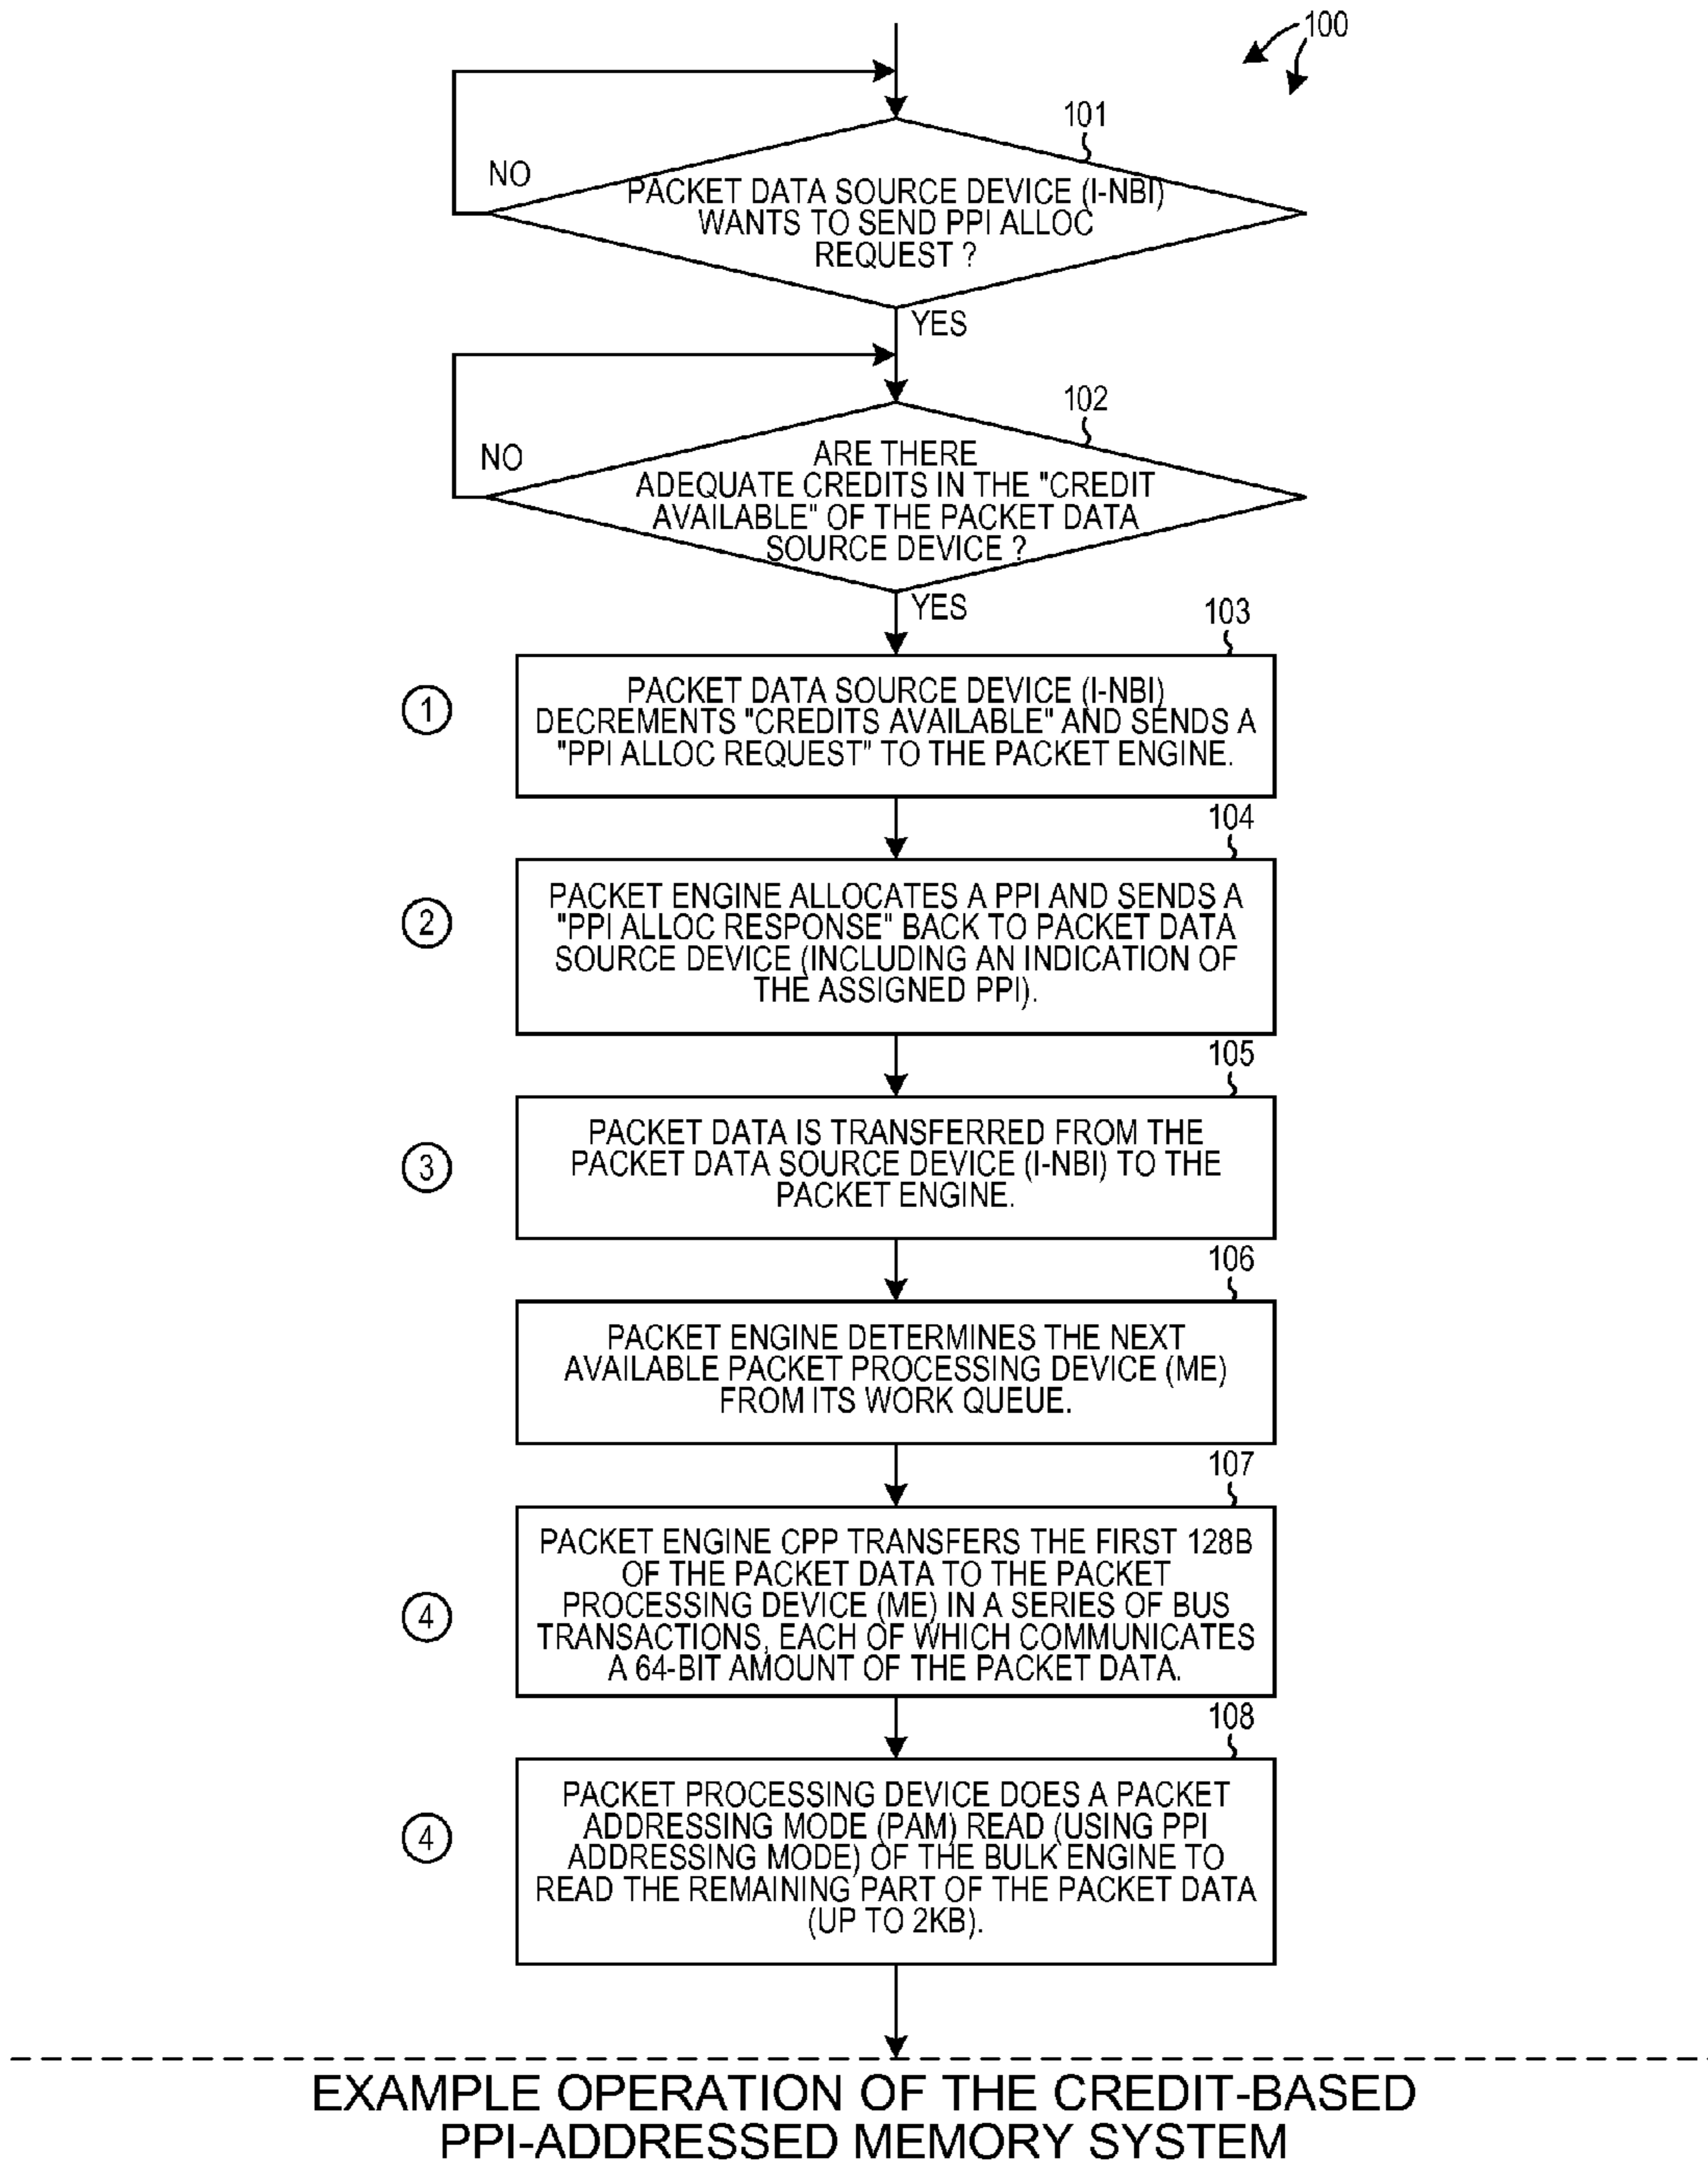 100
101
NO
PACKET DATA SOURCE DEVICE (I-NBI)
WANTS TO SEND PPI ALLOC
REQUEST ?
YES
102
NO
ARE THERE
ADEQUATE CREDITS IN THE "CREDIT
AVAILABLE" OF THE PACKET DATA
SOURCE DEVICE ?
YES
103
1
PACKET DATA SOURCE DEVICE (I-NBI)
DECREMENTS "CREDITS AVAILABLE" AND SENDS A
"PPI ALLOC REQUEST" TO THE PACKET ENGINE.
104
2
PACKET ENGINE ALLOCATES A PPI AND SENDS A
"PPI ALLOC RESPONSE" BACK TO PACKET DATA
SOURCE DEVICE (INCLUDING AN INDICATION OF
THE ASSIGNED PPI).
105
3
PACKET DATA IS TRANSFERRED FROM THE
PACKET DATA SOURCE DEVICE (I-NBI) TO THE
PACKET ENGINE.
106
PACKET ENGINE DETERMINES THE NEXT
AVAILABLE PACKET PROCESSING DEVICE (ME)
FROM ITS WORK QUEUE.
107
4
PACKET ENGINE CPP TRANSFERS THE FIRST 128B
OF THE PACKET DATA TO THE PACKET
PROCESSING DEVICE (ME) IN A SERIES OF BUS
TRANSACTIONS, EACH OF WHICH COMMUNICATES
A 64-BIT AMOUNT OF THE PACKET DATA.
108
4
PACKET PROCESSING DEVICE DOES A PACKET
ADDRESSING MODE (PAM) READ (USING PPI
ADDRESSING MODE) OF THE BULK ENGINE TO
READ THE REMAINING PART OF THE PACKET DATA
(UP TO 2KB).
EXAMPLE OPERATION OF THE CREDIT-BASED
PPI-ADDRESSED MEMORY SYSTEM